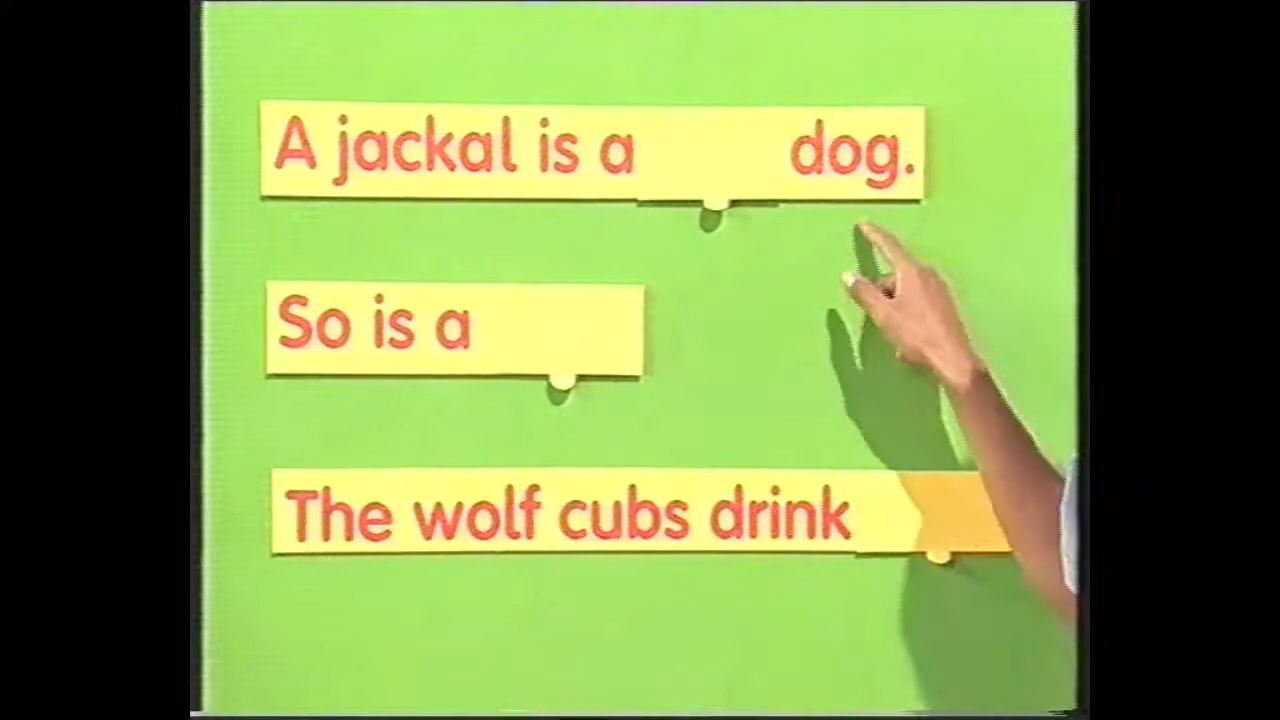 A jackal is a dog.
So is a
The wolf cubs drink